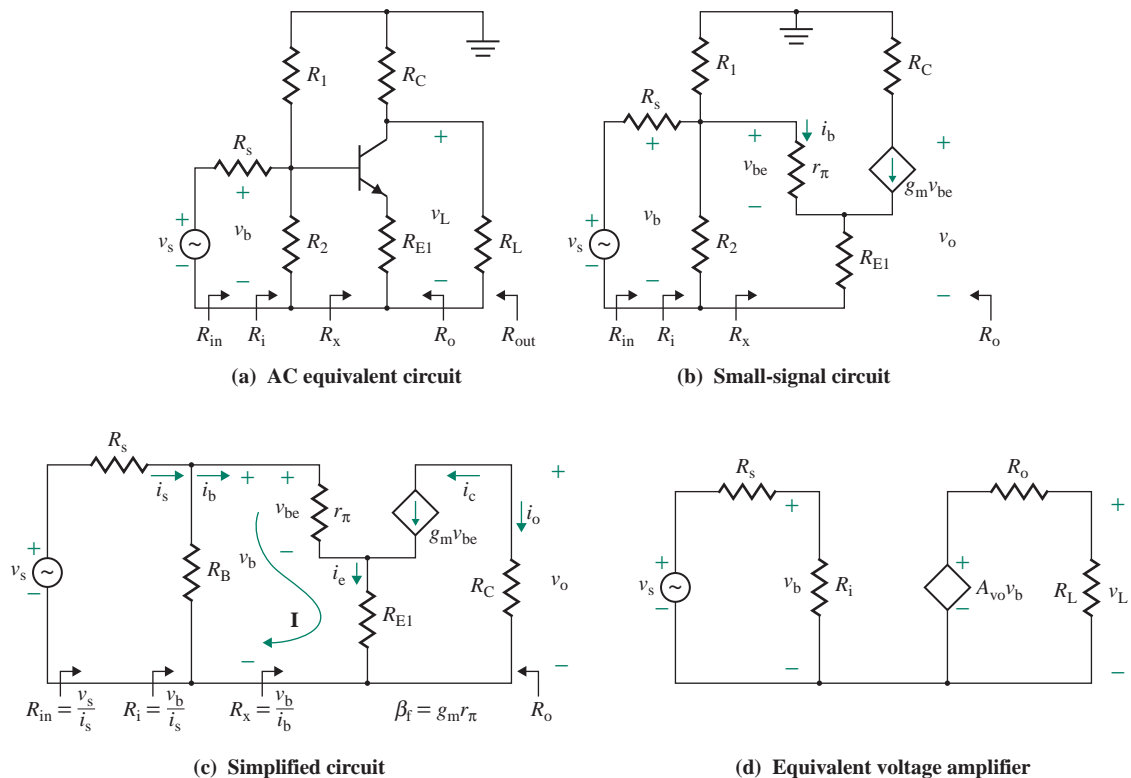 R1
RC
Rs
+
+
vs
−
vb
−
R2
RE1
+
vL
−
RL
Rin
Ri
Rx
Ro
Rout
(a) AC equivalent circuit
R1
RC
Rs
+
vs
−
+
vb
−
+
vbe
−
ib
rπ
gmvbe
R2
RE1
+
vo
−
Rin
Ri
Rx
Ro
(b) Small-signal circuit
Rs
is
ib
+
vs
−
RB
+
vb
−
+
vbe
−
rπ
gmvbe
ic
io
ie
I
RE1
RC
+
vo
−
Rin = vs/is
Ri = vb/is
Rx = vb/ib
βf = gmrπ
Ro
(c) Simplified circuit
Rs
Ro
+
vs
−
+
vb
−
Ri
+
−
Avovb
RL
+
vL
−
(d) Equivalent voltage amplifier